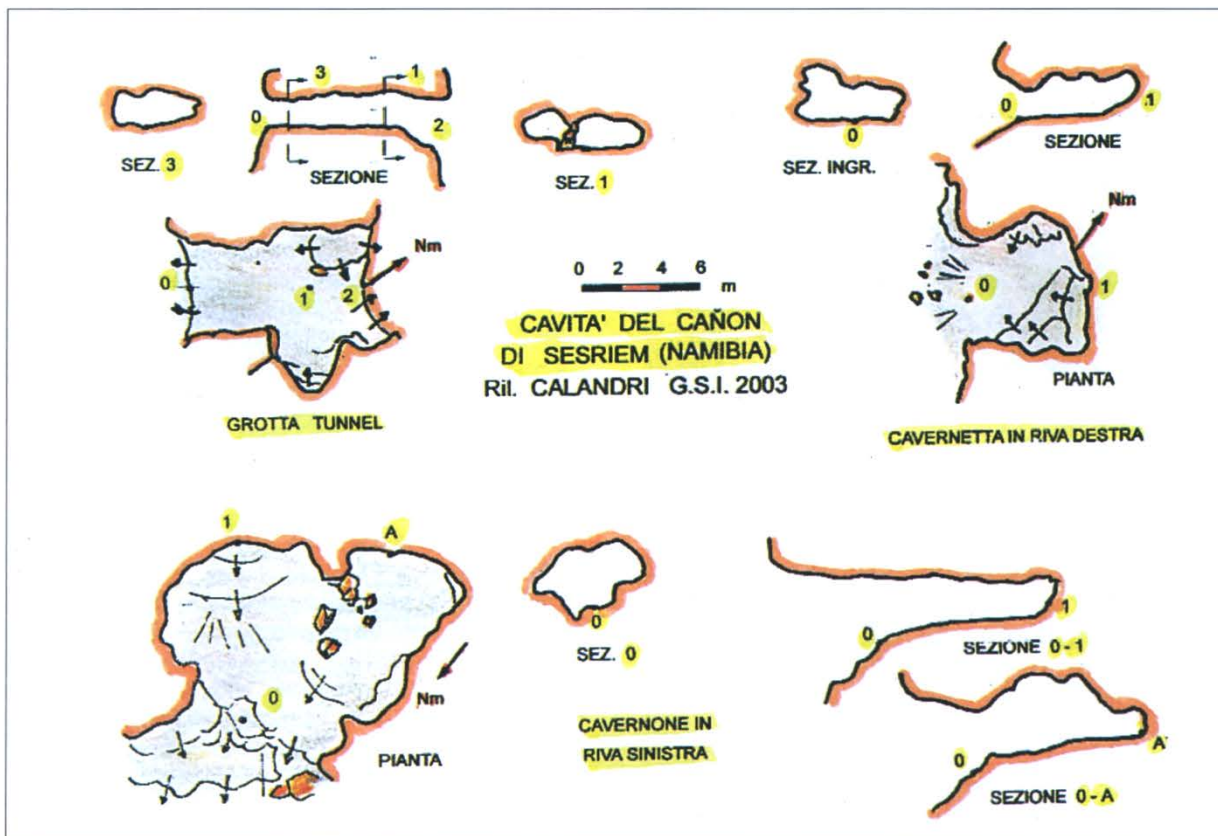 3
1
0
2
SEZ. 3
SEZIONE
SEZ. 1
0
SEZ. INGR.
0
1
SEZIONE
Nm
0
1
2
0 2 4 6
m
CAVITA' DEL CAÑON
DI SESRIEM (NAMIBIA)
Ril. CALANDRI G.S.I. 2003
GROTTA TUNNEL
Nm
0
1
PIANTA
CAVERNETTA IN RIVA DESTRA
1
A
0
Nm
PIANTA
0
SEZ. 0
CAVERNONE IN
RIVA SINISTRA
0
1
SEZIONE 0-1
0
A
SEZIONE 0-A